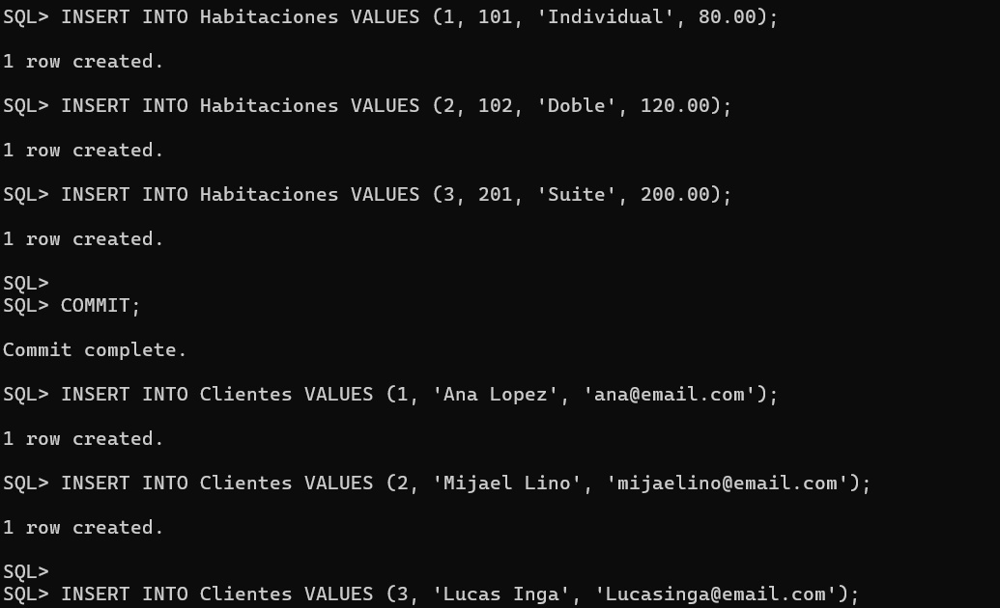 SQL> INSERT INTO Habitaciones VALUES (1, 101, 'Individual', 80.00);
1 row created.
SQL> INSERT INTO Habitaciones VALUES (2, 102, 'Doble', 120.00);
1 row created.
SQL> INSERT INTO Habitaciones VALUES (3, 201, 'Suite', 200.00);
1 row created.
SQL>
SQL> COMMIT;
Commit complete.
SQL> INSERT INTO Clientes VALUES (1, 'Ana Lopez', 'ana@email.com');
1 row created.
SQL> INSERT INTO Clientes VALUES (2, 'Mijael Lino', 'mijaelino@email.com');
1 row created.
SQL>
SQL> INSERT INTO Clientes VALUES (3, 'Lucas Inga', 'Lucasinga@email.com');